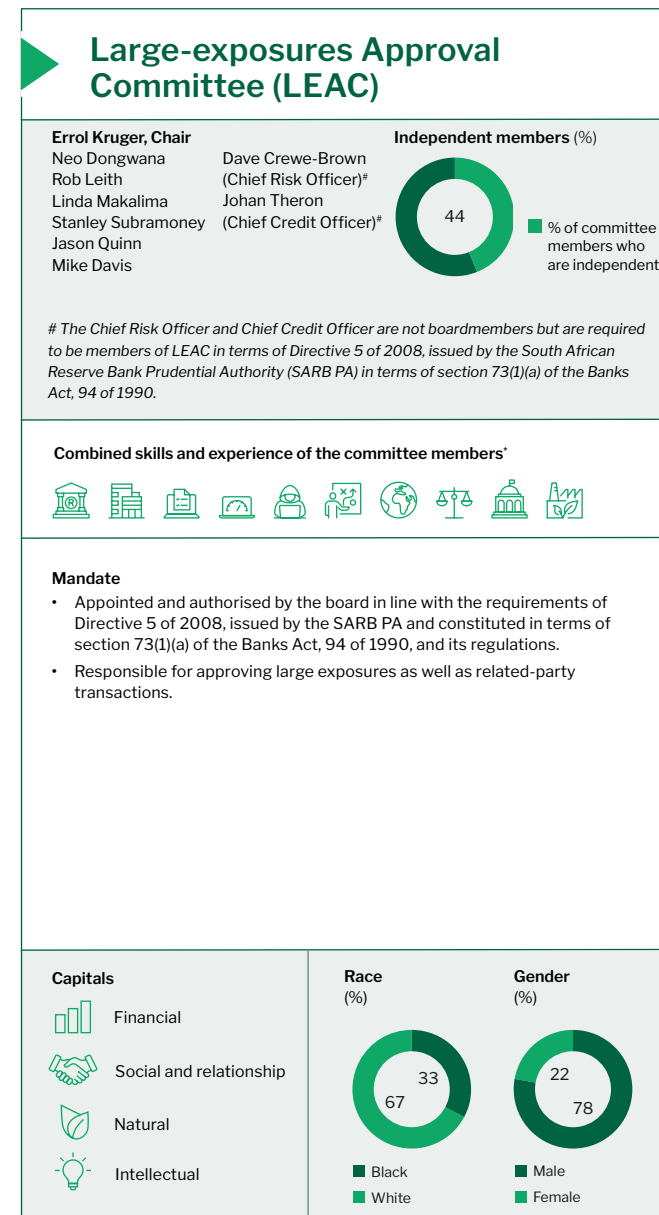 Large-exposures Approval
Committee (LEAC)
Errol Kruger, Chair
Neo Dongwana
Rob Leith
Linda Makalima
Stanley Subramoney
Jason Quinn
Mike Davis
Dave Crewe-Brown
(Chief Risk Officer)#
Johan Theron
(Chief Credit Officer)#
Independent members (%)
44
% of committee
members who
are independent
# The Chief Risk Officer and Chief Credit Officer are not boardmembers but are required
to be members of LEAC in terms of Directive 5 of 2008, issued by the South African
Reserve Bank Prudential Authority (SARB PA) in terms of section 73(1)(a) of the Banks
Act, 94 of 1990.
Combined skills and experience of the committee members*
Mandate
• Appointed and authorised by the board in line with the requirements of
Directive 5 of 2008, issued by the SARB PA and constituted in terms of
section 73(1)(a) of the Banks Act, 94 of 1990, and its regulations.
• Responsible for approving large exposures as well as related-party
transactions.
Capitals
Financial
Social and relationship
Natural
Intellectual
Race
(%)
33
67
Black
White
Gender
(%)
22
78
Male
Female